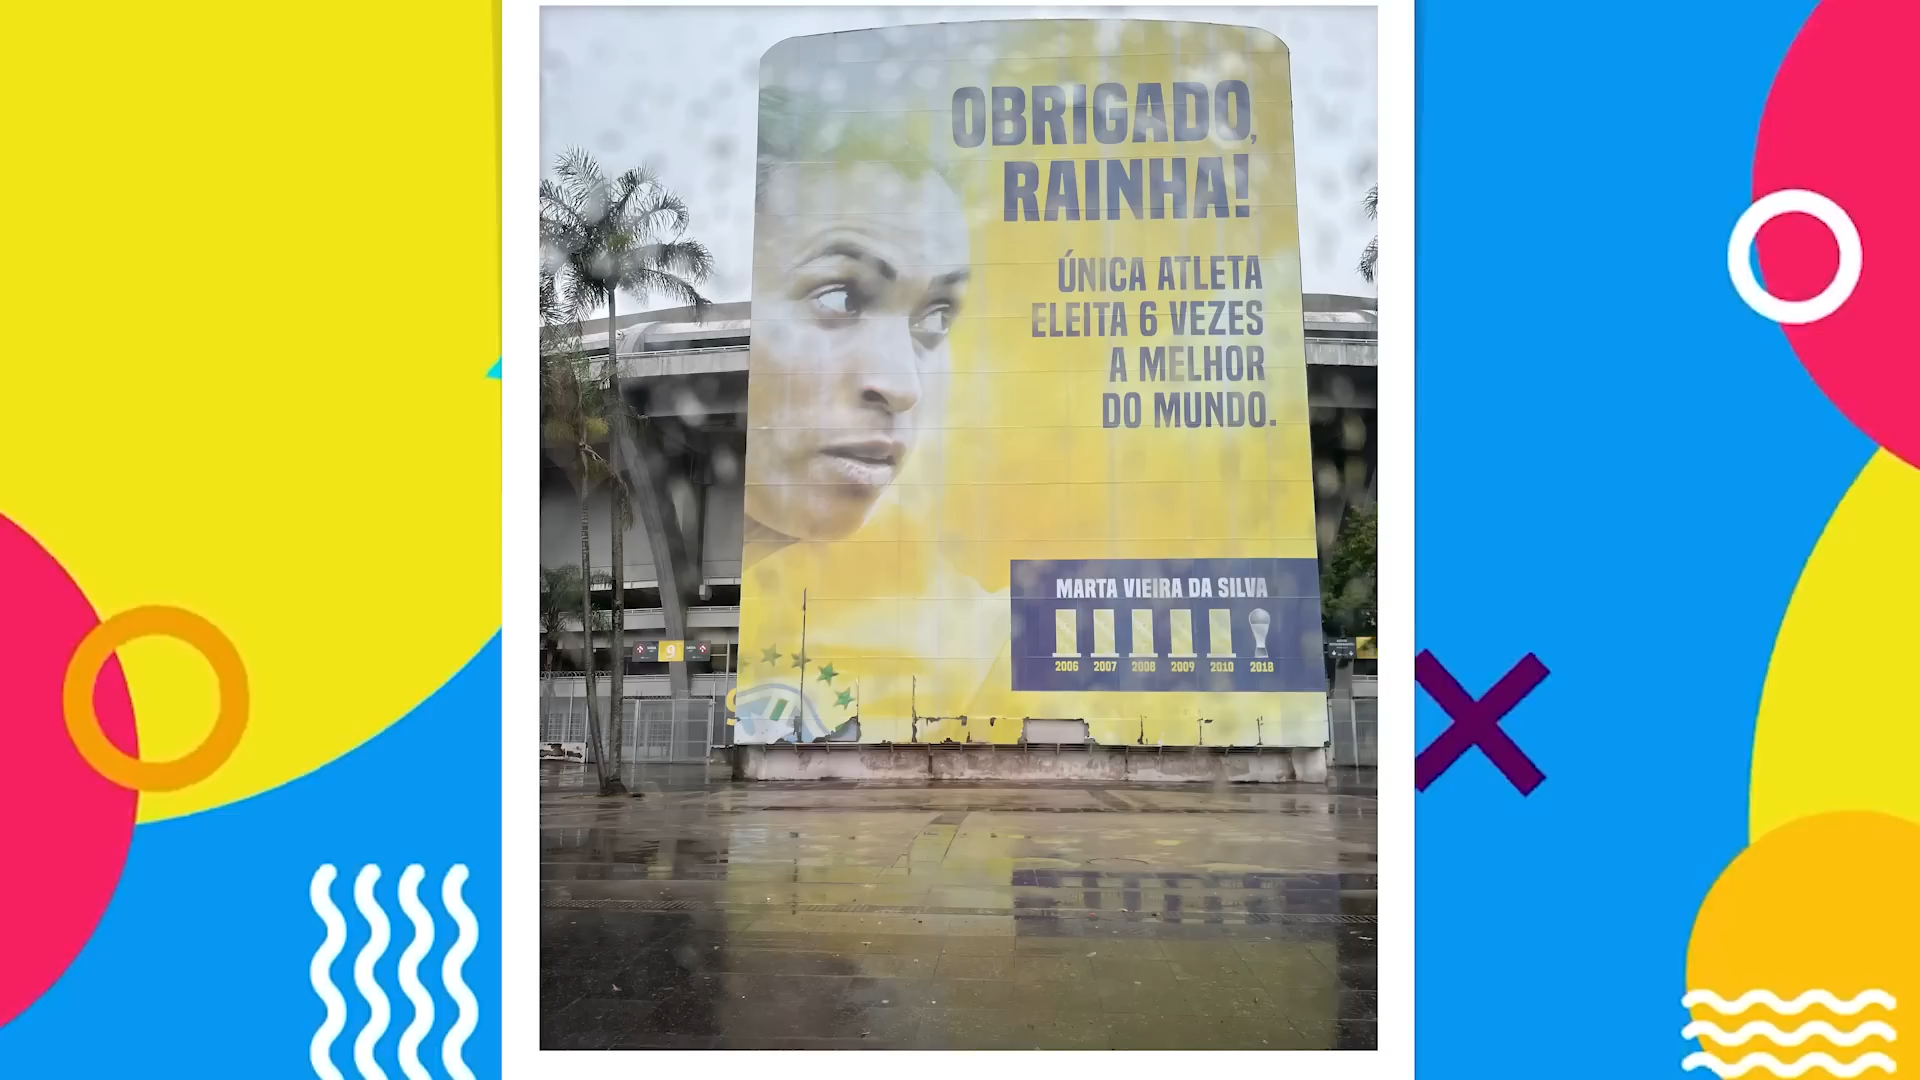 OBRIGADO,
RAINHA!
ÚNICA ATLETA
ELEITA 6 VEZES
A MELHOR
DO MUNDO.
MARTA VIEIRA DA SILVA
2006 2007 2008 2009 2010 2018
9